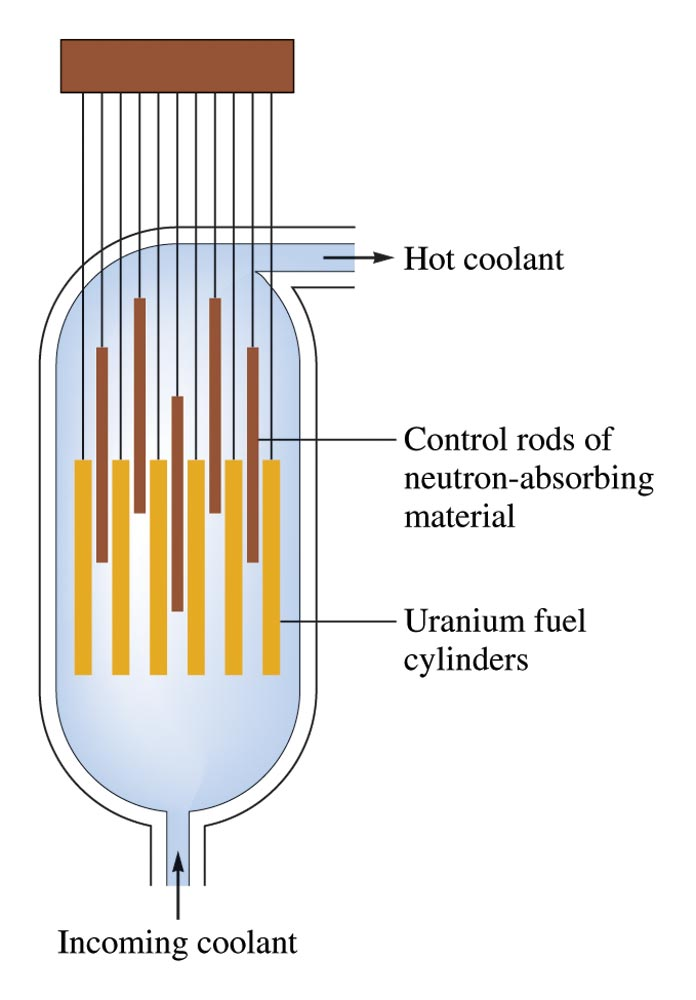 Hot coolant
Control rods of
neutron-absorbing
material
Uranium fuel
cylinders
Incoming coolant